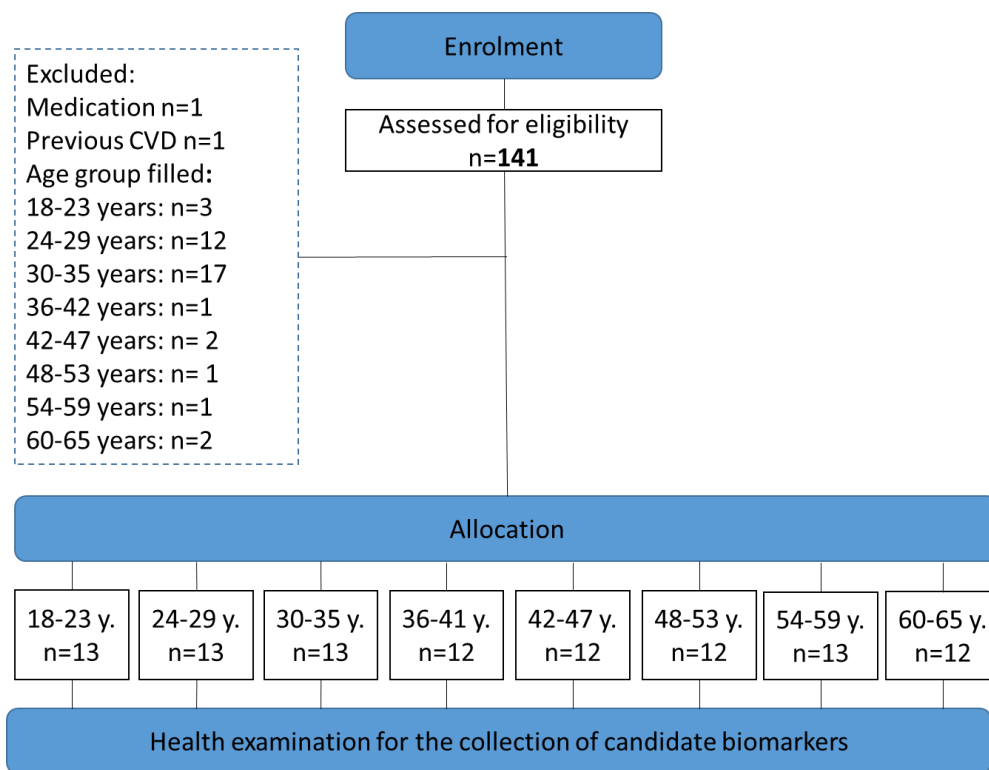 Enrolment
Assessed for eligibility
n=141
Excluded:
Medication n=1
Previous CVD n=1
Age group filled:
18-23 years: n=3
24-29 years: n=12
30-35 years: n=17
36-42 years: n=1
42-47 years: n= 2
48-53 years: n= 1
54-59 years: n=1
60-65 years: n=2
Allocation
18-23 y.
n=13
24-29 y.
n=13
30-35 y.
n=13
36-41 y.
n=12
42-47 y.
n=12
48-53 y.
n=12
54-59 y.
n=13
60-65 y.
n=12
Health examination for the collection of candidate biomarkers